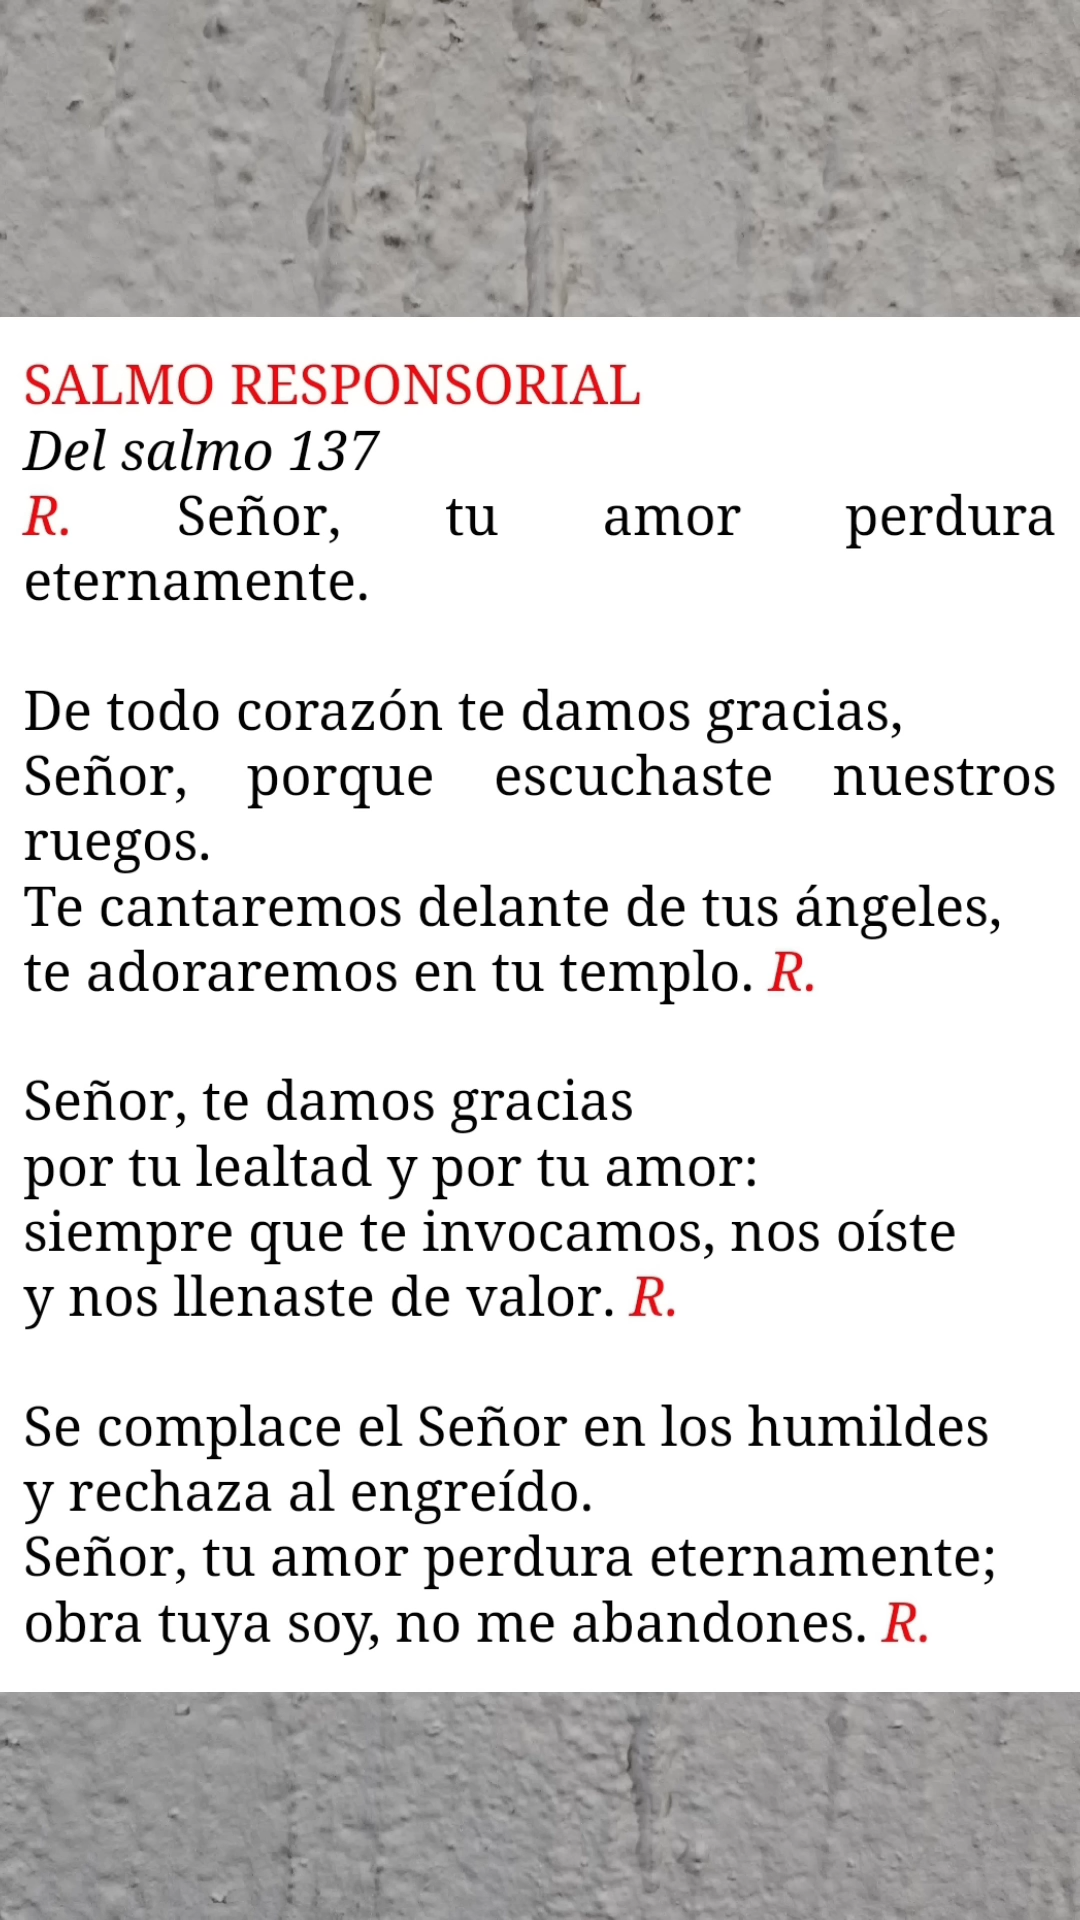 SALMO RESPONSORIAL
Del salmo 137
R. Señor, tu amor perdura
eternamente.
De todo corazón te damos gracias,
Señor, porque escuchaste nuestros
ruegos.
Te cantaremos delante de tus ángeles,
te adoraremos en tu templo. R.
Señor, te damos gracias
por tu lealtad y por tu amor:
siempre que te invocamos, nos oíste
y nos llenaste de valor. R.
Se complace el Señor en los humildes
y rechaza al engreído.
Señor, tu amor perdura eternamente;
obra tuya soy, no me abandones. R.